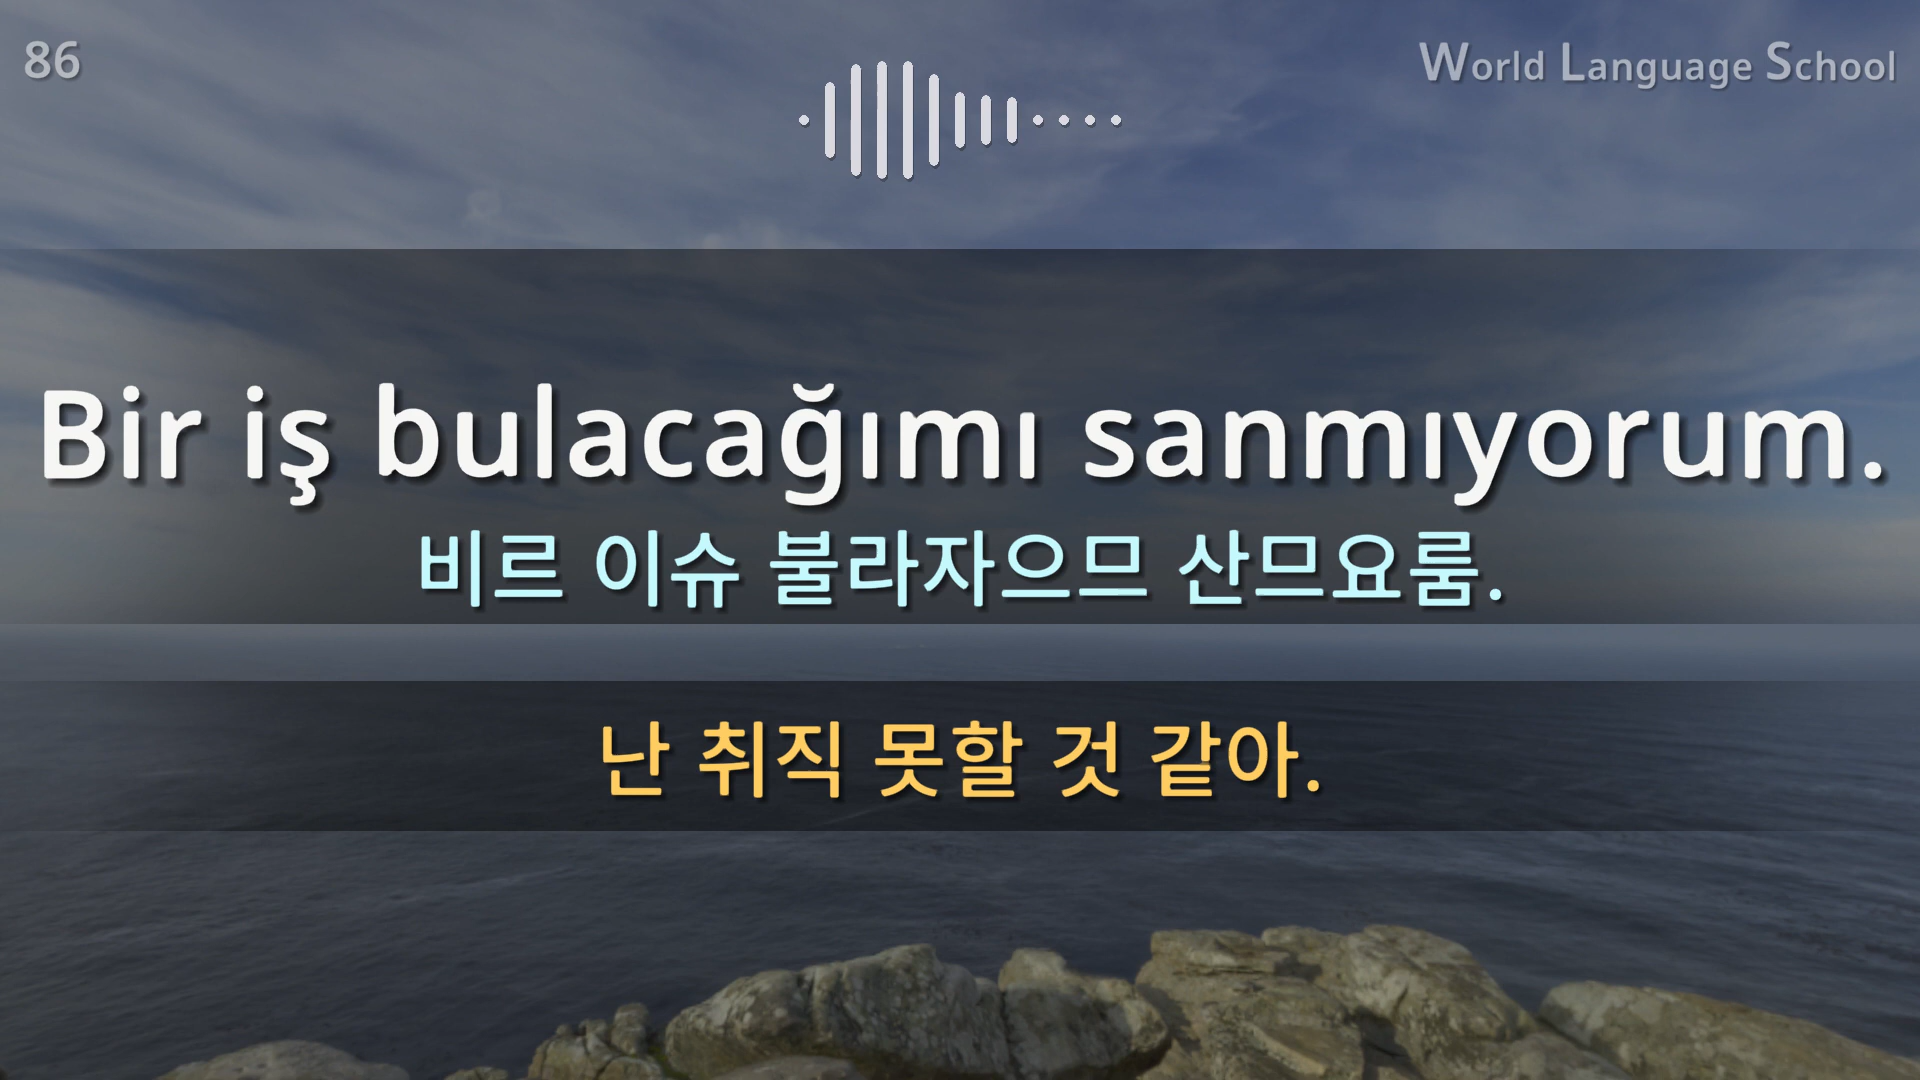 86
World Language School
Bir iş bulacağımı sanmıyorum.
비르 이슈 불라자으므 산므요룸.
난 취직 못할 것 같아.